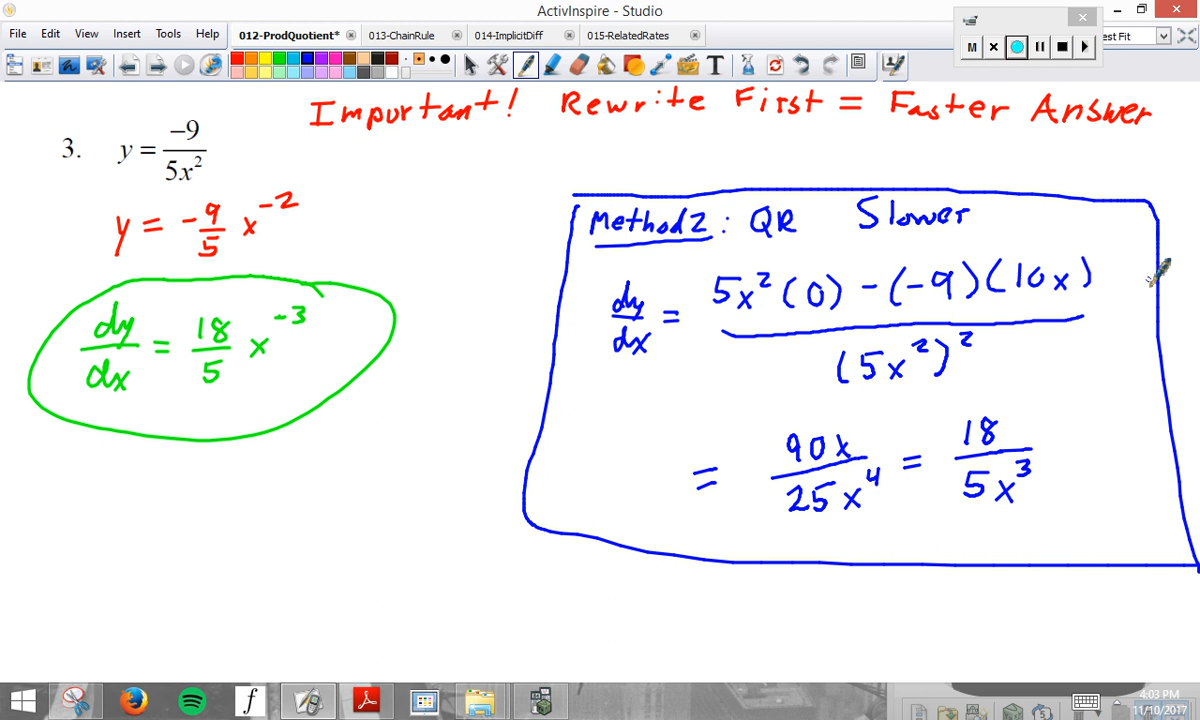 ActivInspire - Studio
File Edit View Insert Tools Help
012-ProdQuotient* 013-ChainRule 014-ImplicitDiff 015-RelatedRates
est Fit
M
T
Important! Rewrite First = Faster Answer
3. y = -9/5x²
y = -9/5 x⁻²
dy/dx = 18/5 x⁻³
Method 2: QR Slower
dy/dx = 5x²(0) - (-9)(10x)/(5x²)²
= 90x/25x⁴ = 18/5x³
f
4:03 PM
11/10/2017